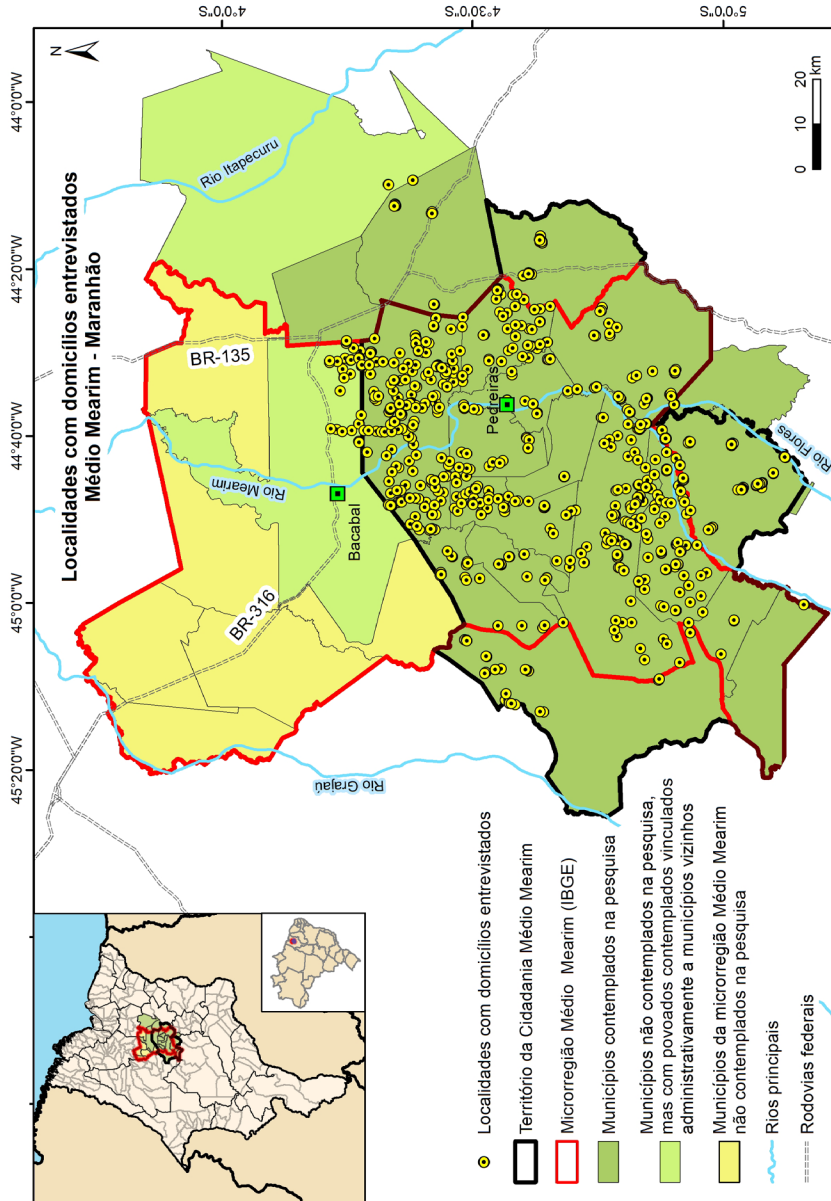 Localidades com domicílios entrevistados
Médio Mearim - Maranhão
N
44°0'0"W
44°20'0"W
44°40'0"W
45°0'0"W
45°20'0"W
4°0'0"S
4°30'0"S
5°0'0"S
Rio Itapecuru
BR-135
Rio Mearim
BR-316
Bacabal
Pedreiras
Rio Grajaú
Rio Flores
0 10 20
km
Localidades com domicílios entrevistados
Território da Cidadania Médio Mearim
Microrregião Médio Mearim (IBGE)
Municípios contemplados na pesquisa
Municípios não contemplados na pesquisa,
mas com povoados contemplados vinculados
administrativamente a municípios vizinhos
Municípios da microrregião Médio Mearim
não contemplados na pesquisa
Rios principais
Rodovias federais